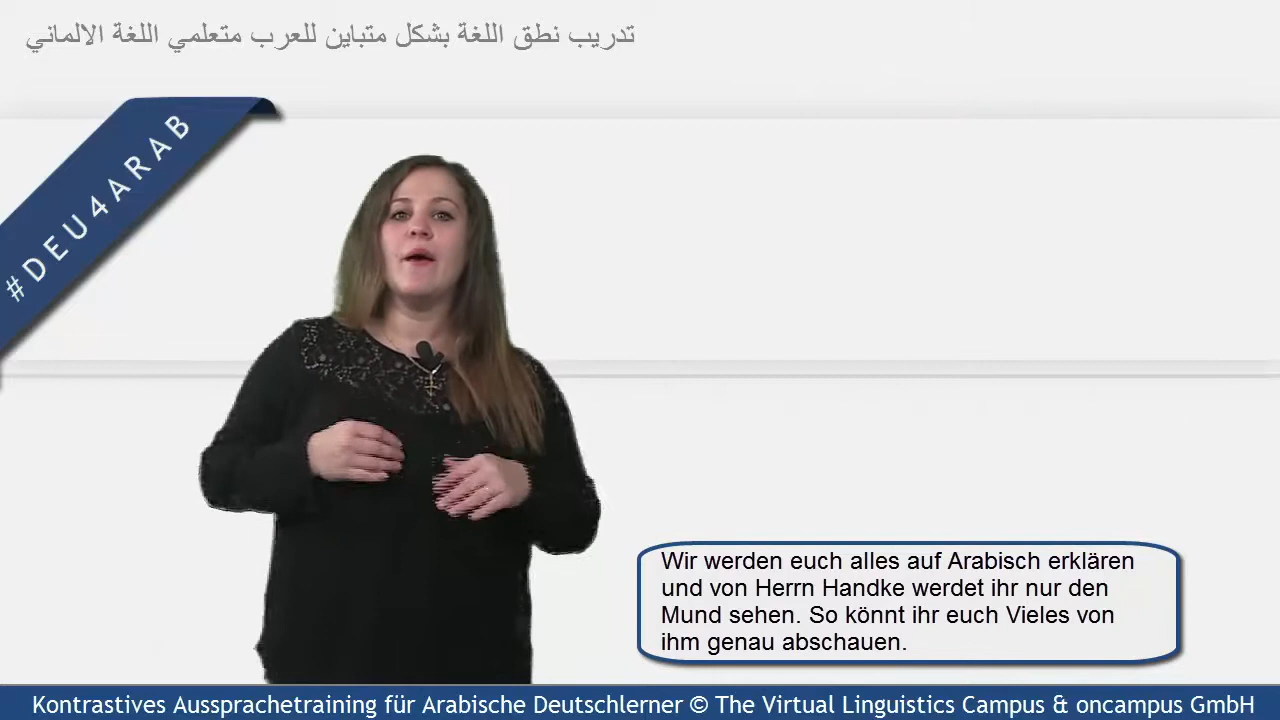 تدريب نطق اللغة بشكل متباين للعرب متعلمي اللغة الالماني
#DEU4ARAB
Wir werden euch alles auf Arabisch erklären
und von Herrn Handke werdet ihr nur den
Mund sehen. So könnt ihr euch Vieles von
ihm genau abschauen.
Kontrastives Aussprachetraining für Arabische Deutschlerner © The Virtual Linguistics Campus & oncampus GmbH